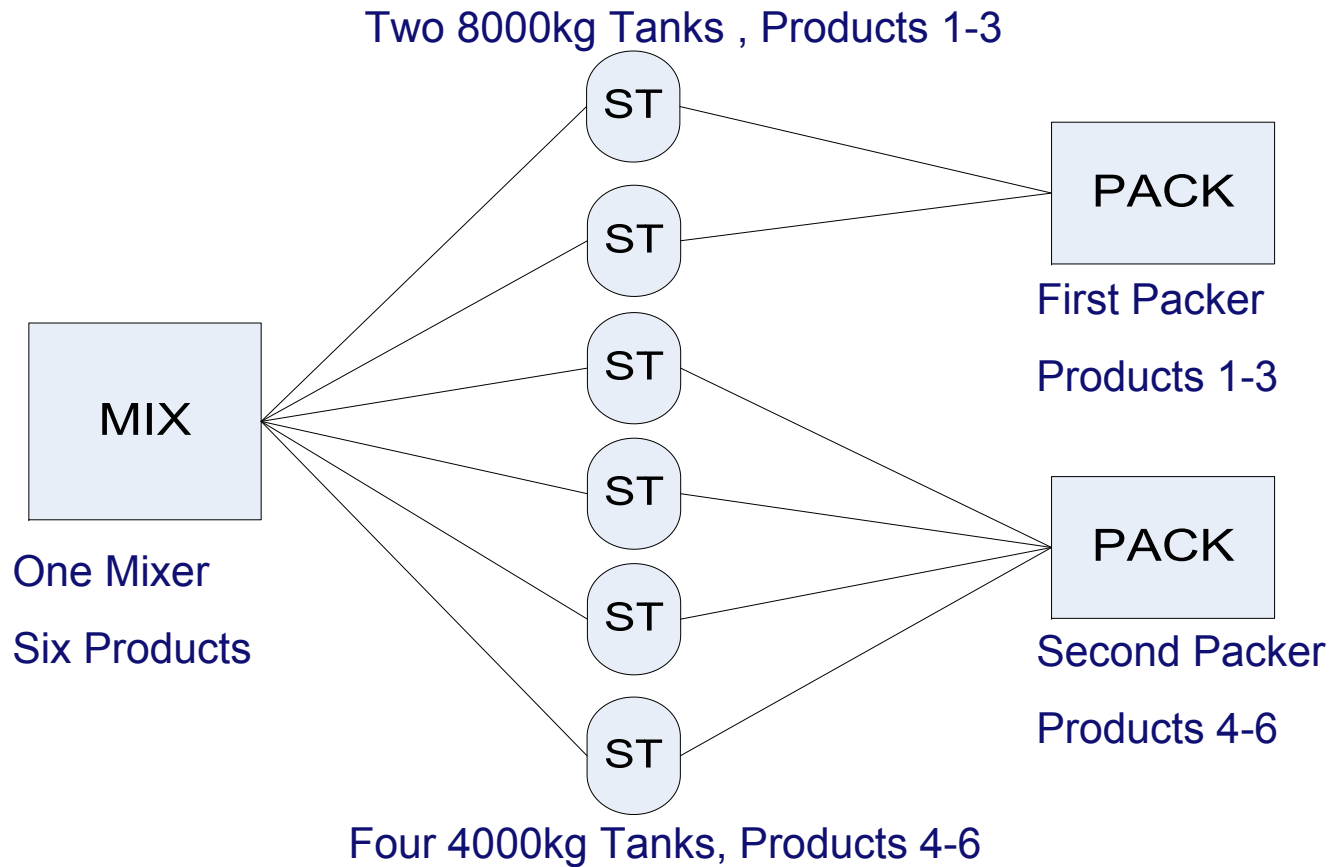 Two 8000kg Tanks , Products 1-3
ST
PACK
ST
First Packer
Products 1-3
ST
MIX
ST
PACK
One Mixer
Six Products
ST
Second Packer
Products 4-6
ST
Four 4000kg Tanks, Products 4-6